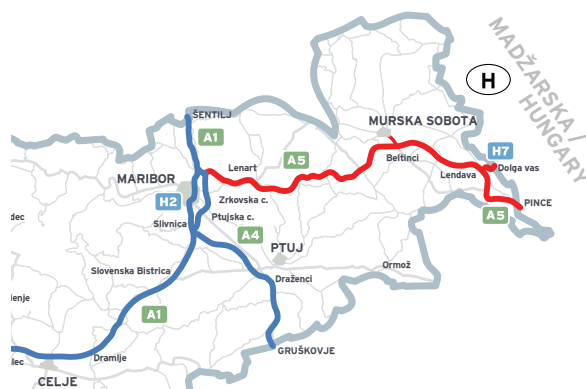 MADŽARSKA /
HUNGARY
H
ŠENTILJ
A1
MURSKA SOBOTA
H7
Lenart
A5
Beltinci
Dolga vas
Lendava
MARIBOR
H2
Zrkovska c.
PINCE
Ptujska c.
A5
Slivnica
A4
PTUJ
Slovenska Bistrica
Ormož
Draženci
A1
GRUŠKOVJE
Dramlje
CELJE
dec
enje
lec